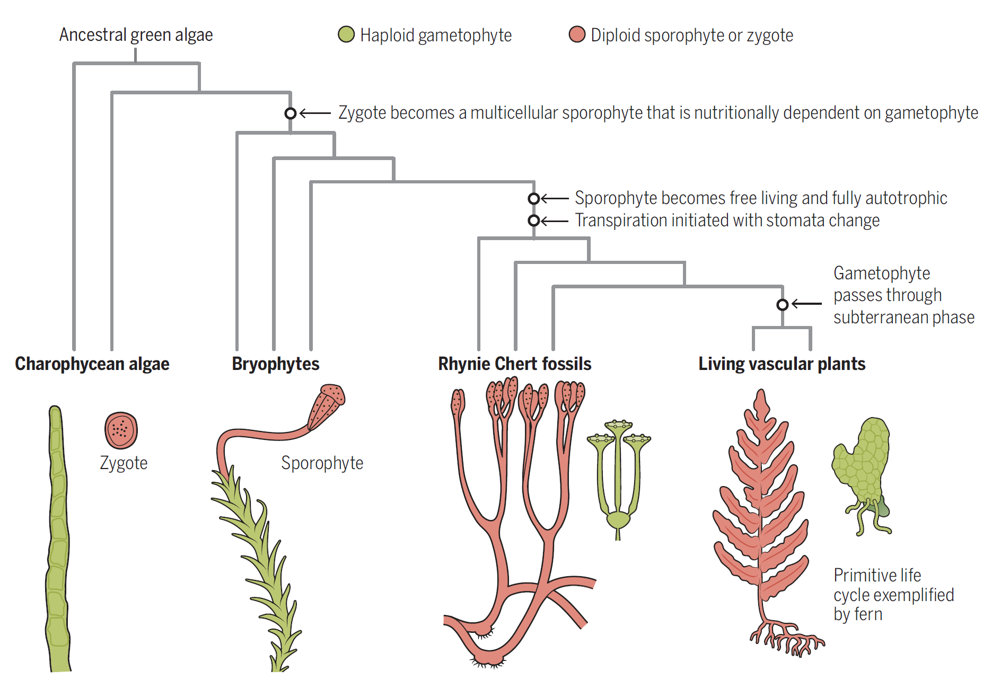 Ancestral green algae
Haploid gametophyte
Diploid sporophyte or zygote
Zygote becomes a multicellular sporophyte that is nutritionally dependent on gametophyte
Sporophyte becomes free living and fully autotrophic
Transpiration initiated with stomata change
Gametophyte
passes through
subterranean phase
Charophycean algae
Bryophytes
Rhynie Chert fossils
Living vascular plants
Zygote
Sporophyte
Primitive life
cycle exemplified
by fern